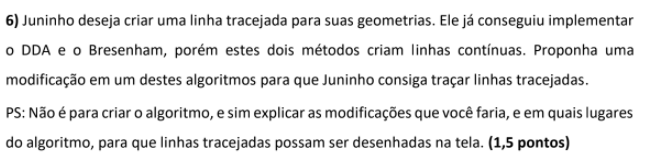 6) Juninho deseja criar uma linha tracejada para suas geometrias. Ele já conseguiu implementar
o DDA e o Bresenham, porém estes dois métodos criam linhas contínuas. Proponha uma
modificação em um destes algoritmos para que Juninho consiga traçar linhas tracejadas.
PS: Não é para criar o algoritmo, e sim explicar as modificações que você faria, e em quais lugares
do algoritmo, para que linhas tracejadas possam ser desenhadas na tela. (1,5 pontos)